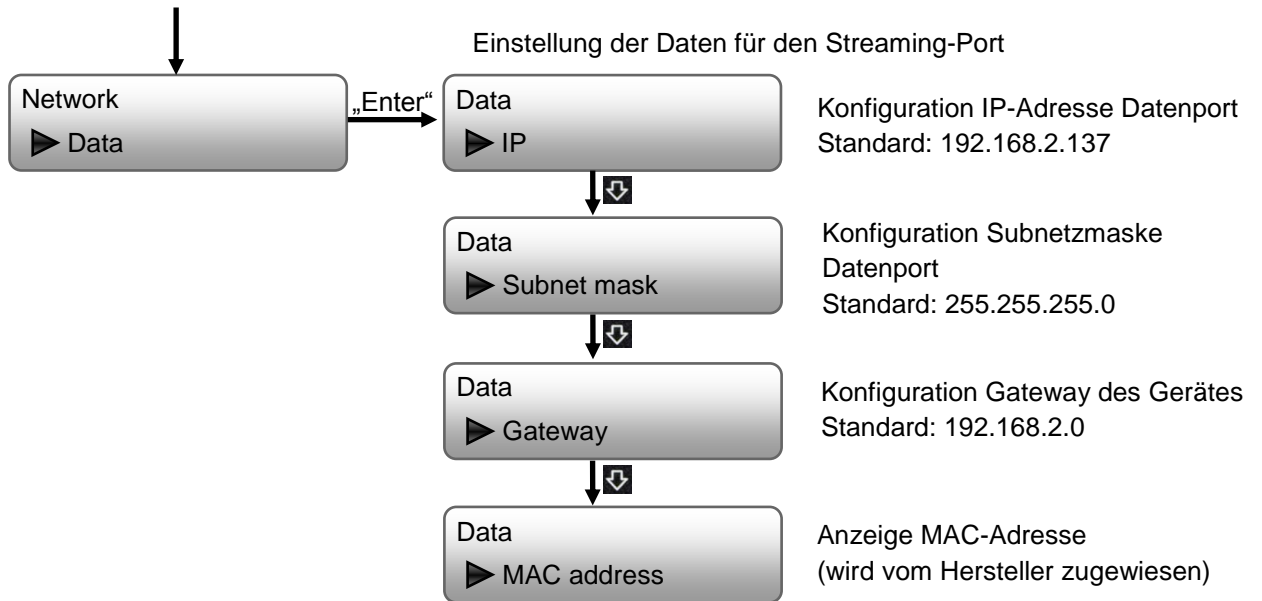 Einstellung der Daten für den Streaming-Port
Network
Data
„Enter“
Data
IP
Konfiguration IP-Adresse Datenport
Standard: 192.168.2.137
Data
Subnet mask
Konfiguration Subnetzmaske
Datenport
Standard: 255.255.255.0
Data
Gateway
Konfiguration Gateway des Gerätes
Standard: 192.168.2.0
Data
MAC address
Anzeige MAC-Adresse
(wird vom Hersteller zugewiesen)